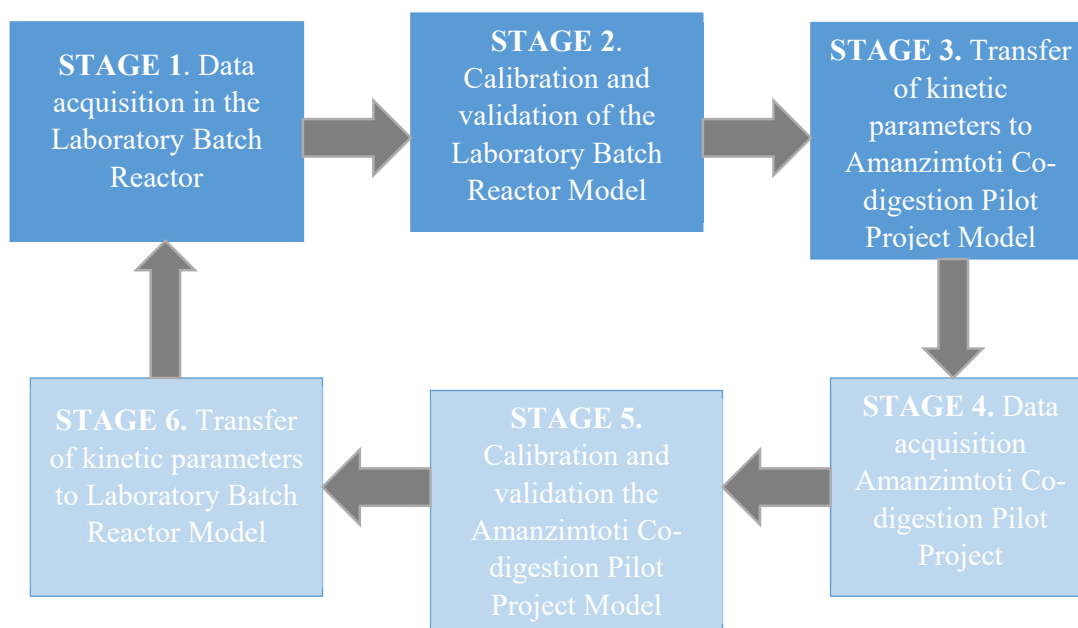 STAGE 1. Data
acquisition in the
Laboratory Batch
Reactor
STAGE 2.
Calibration and
validation of the
Laboratory Batch
Reactor Model
STAGE 3. Transfer
of kinetic
parameters to
Amanzimtoti Co-
digestion Pilot
Project Model
STAGE 4. Data
acquisition
Amanzimtoti Co-
digestion Pilot
Project
STAGE 5.
Calibration and
validation the
Amanzimtoti Co-
digestion Pilot
Project Model
STAGE 6. Transfer
of kinetic parameters
to Laboratory Batch
Reactor Model